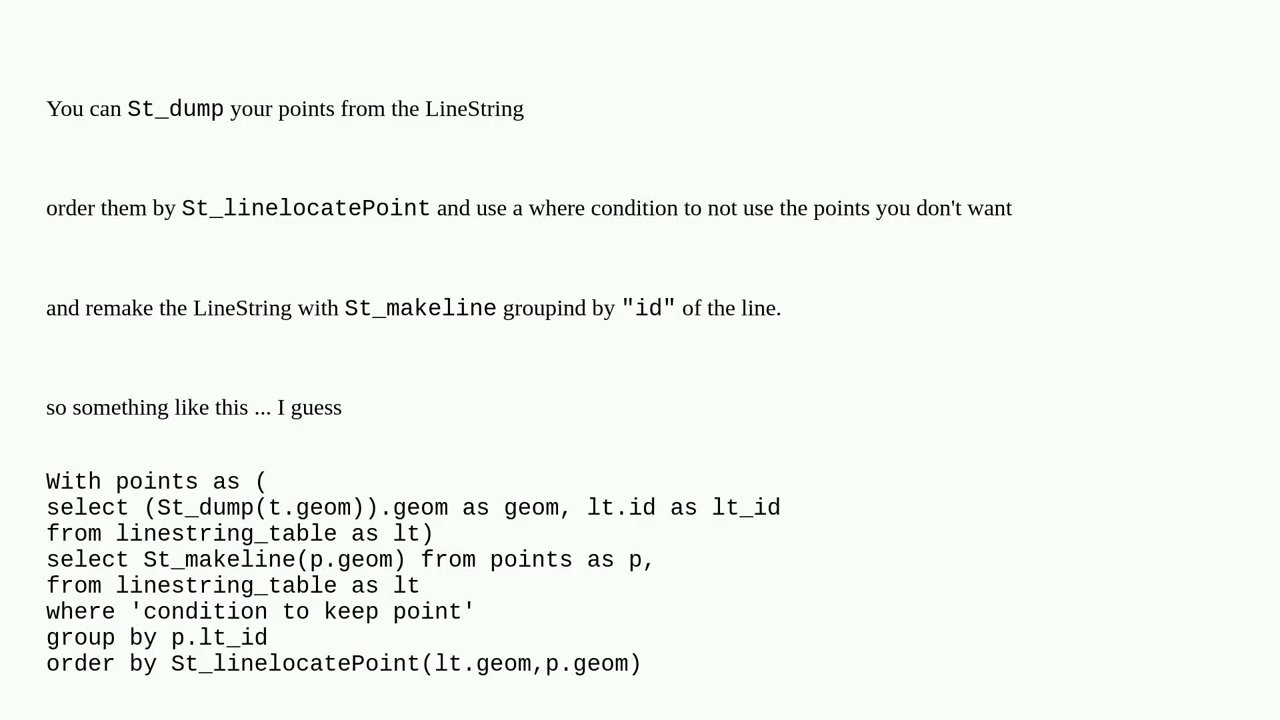 You can St_dump your points from the LineString
order them by St_linelocatePoint and use a where condition to not use the points you don't want
and remake the LineString with St_makeline groupind by "id" of the line.
so something like this ... I guess
With points as (
select (St_dump(t.geom)).geom as geom, lt.id as lt_id
from linestring_table as lt)
select St_makeline(p.geom) from points as p,
from linestring_table as lt
where 'condition to keep point'
group by p.lt_id
order by St_linelocatePoint(lt.geom,p.geom)